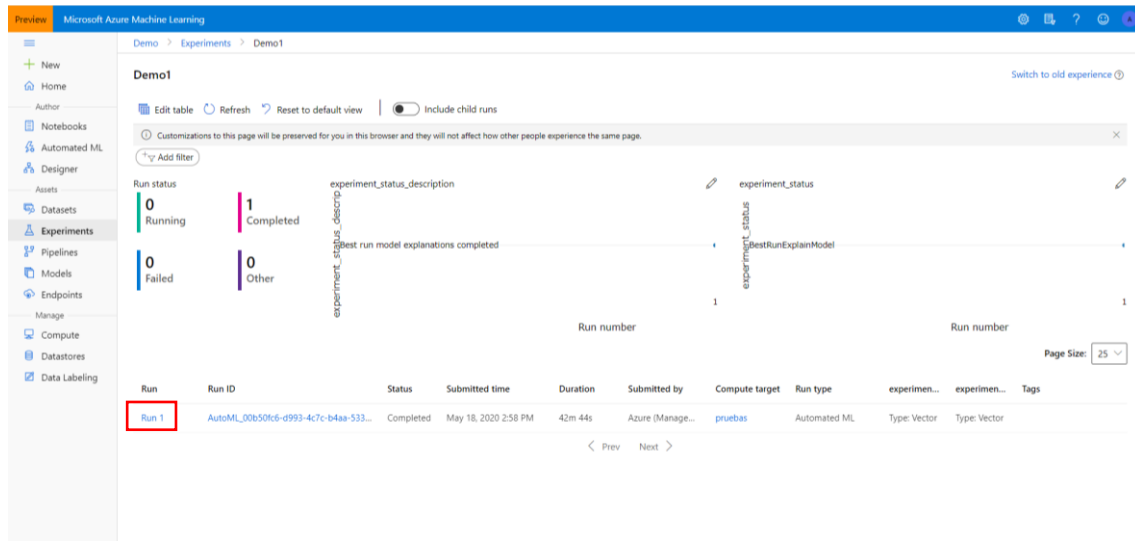 Preview Microsoft Azure Machine Learning
Demo > Experiments > Demo1
New
Home
Author
Notebooks
Automated ML
Designer
Assets
Datasets
Experiments
Pipelines
Models
Endpoints
Manage
Compute
Datastores
Data Labeling
Demo1
Switch to old experience
Edit table Refresh Reset to default view Include child runs
Customizations to this page will be preserved for you in this browser and they will not affect how other people experience the same page.
Add filter
Run status
0
Running
1
Completed
0
Failed
0
Other
experiment_status_description
experiment_status_descrip
Best run model explanations completed
1
Run number
experiment_status
experiment_status
BestRunExplainModel
1
Run number
Page Size: 25
Run Run ID Status Submitted time Duration Submitted by Compute target Run type experimen... experimen... Tags
Run 1 AutoML_00b50fc6-d993-4c7c-b4aa-533... Completed May 18, 2020 2:58 PM 42m 44s Azure (Manage... pruebas Automated ML Type: Vector Type: Vector
< Prev Next >